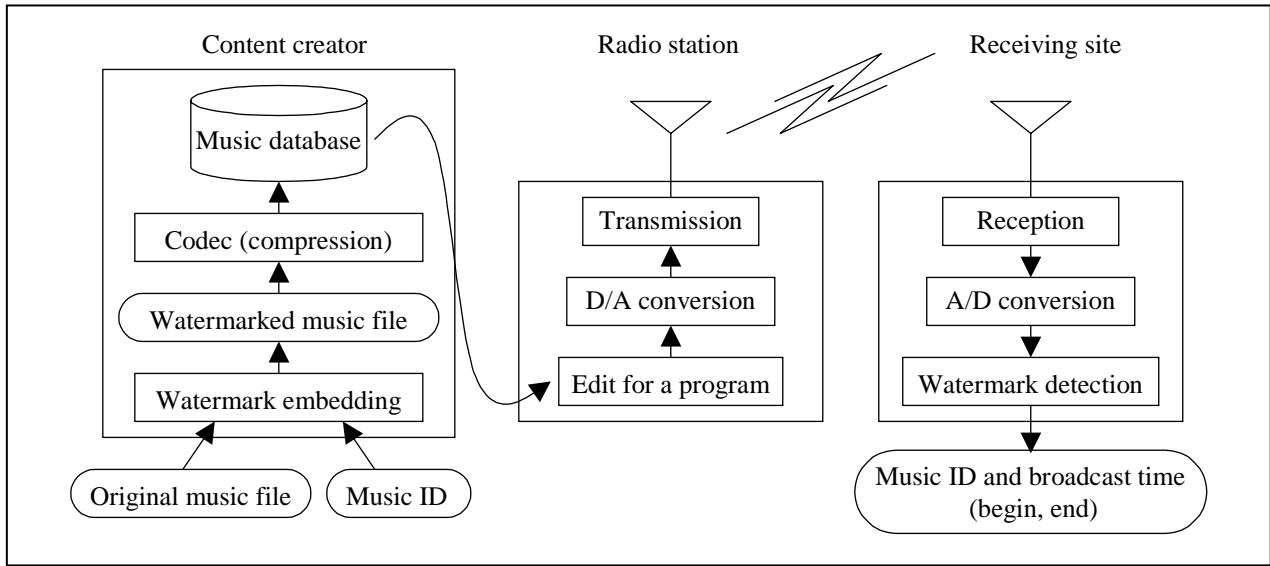 Content creator
Music database
Codec (compression)
Watermarked music file
Watermark embedding
Original music file
Music ID
Radio station
Transmission
D/A conversion
Edit for a program
Receiving site
Reception
A/D conversion
Watermark detection
Music ID and broadcast time
(begin, end)